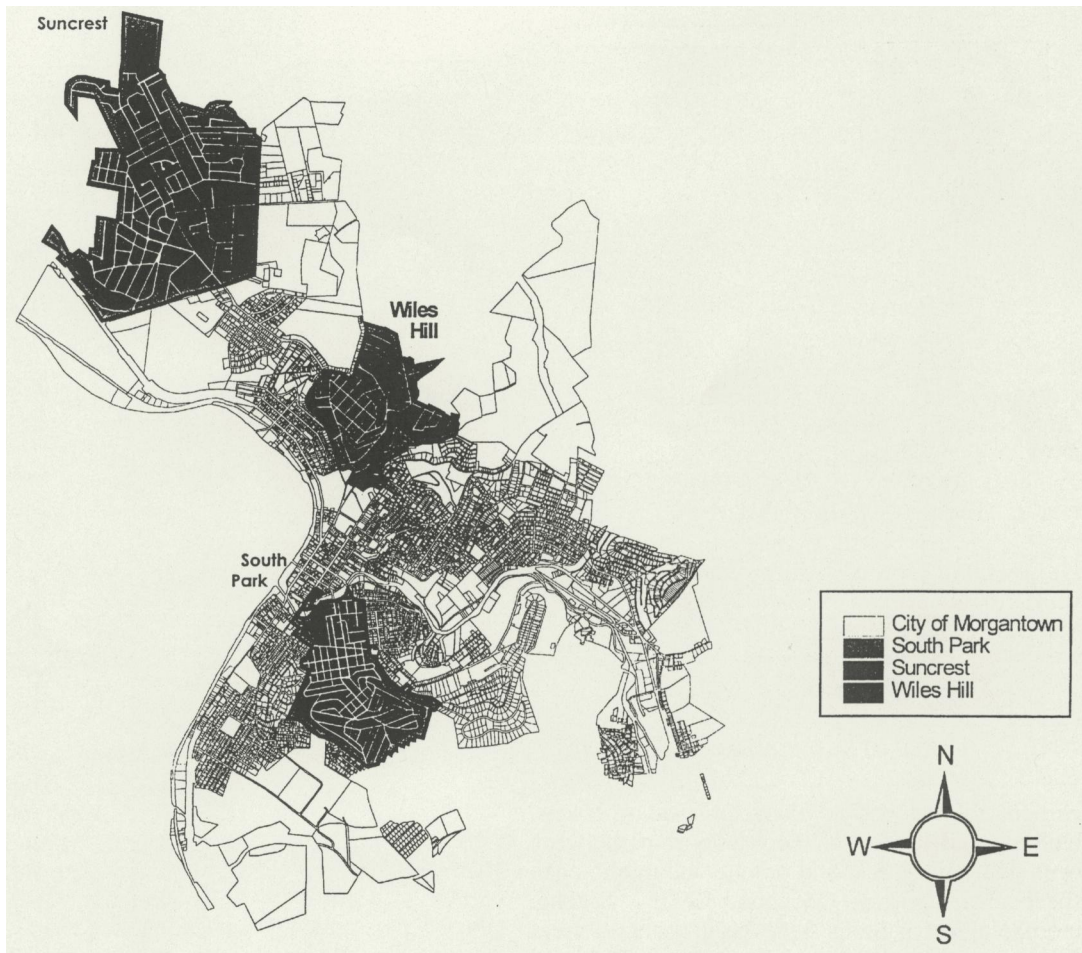 Suncrest
Wiles
Hill
South
Park
City of Morgantown
South Park
Suncrest
Wiles Hill
N
W
E
S